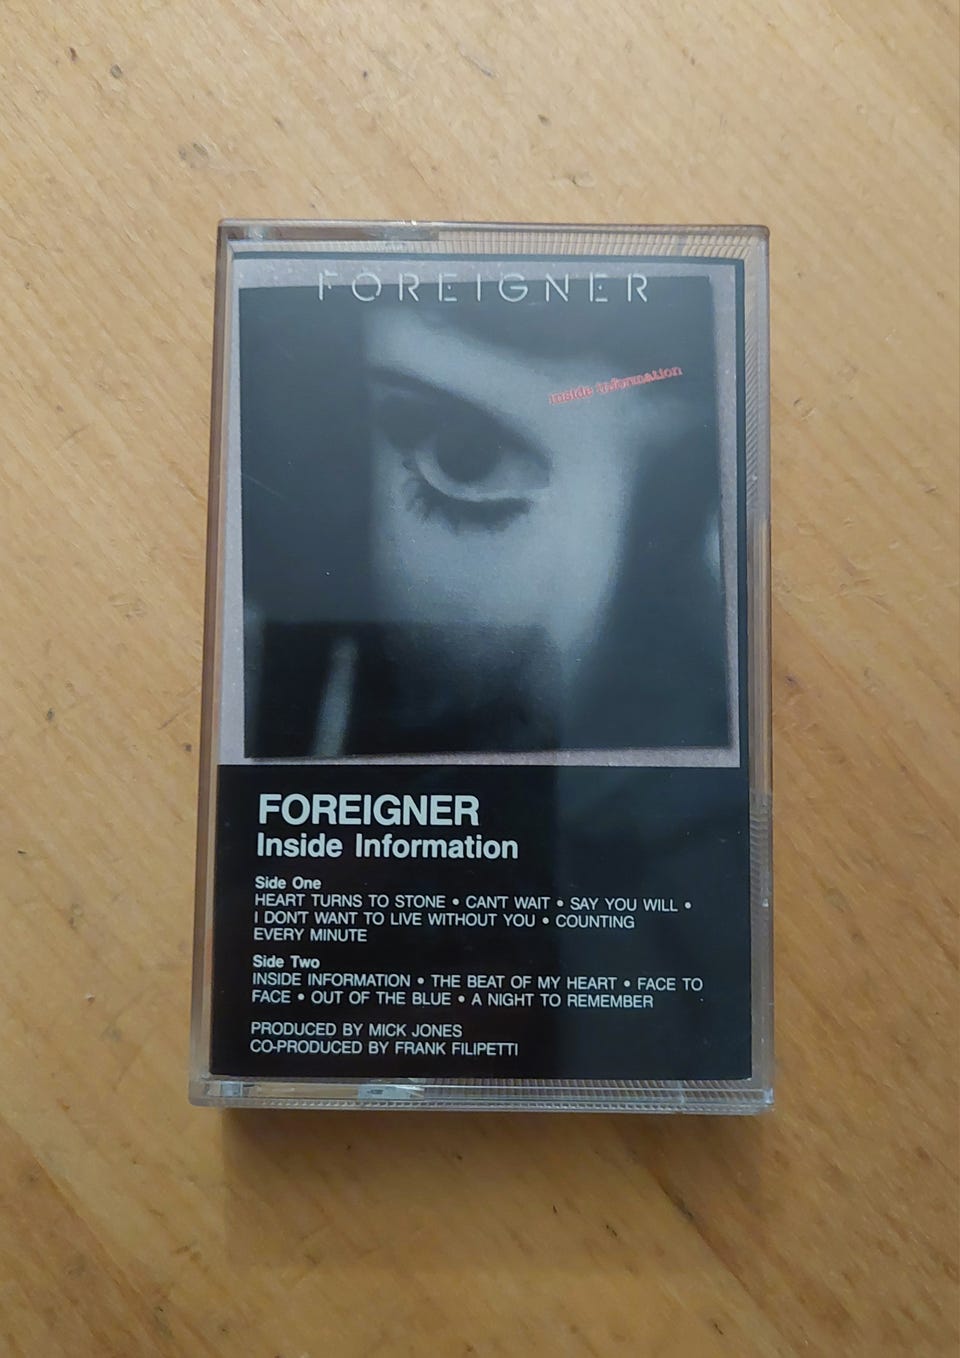 FOREIGNER
inside information
FOREIGNER
Inside Information
Side One
HEART TURNS TO STONE • CAN'T WAIT • SAY YOU WILL •
I DON'T WANT TO LIVE WITHOUT YOU • COUNTING
EVERY MINUTE
Side Two
INSIDE INFORMATION • THE BEAT OF MY HEART • FACE TO
FACE • OUT OF THE BLUE • A NIGHT TO REMEMBER
PRODUCED BY MICK JONES
CO-PRODUCED BY FRANK FILIPETTI